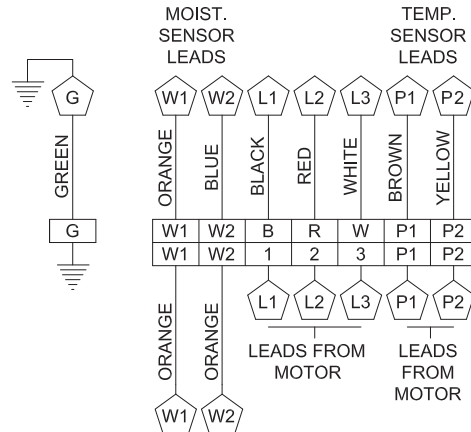 MOIST.
SENSOR
LEADS
TEMP.
SENSOR
LEADS
G W1 W2 L1 L2 L3 P1 P2
GREEN ORANGE BLUE BLACK RED WHITE BROWN YELLOW
G W1 W2 B R W P1 P2
W1 W2 1 2 3 P1 P2
L1 L2 L3 P1 P2
ORANGE ORANGE
LEADS FROM
MOTOR
LEADS
FROM
MOTOR
W1 W2